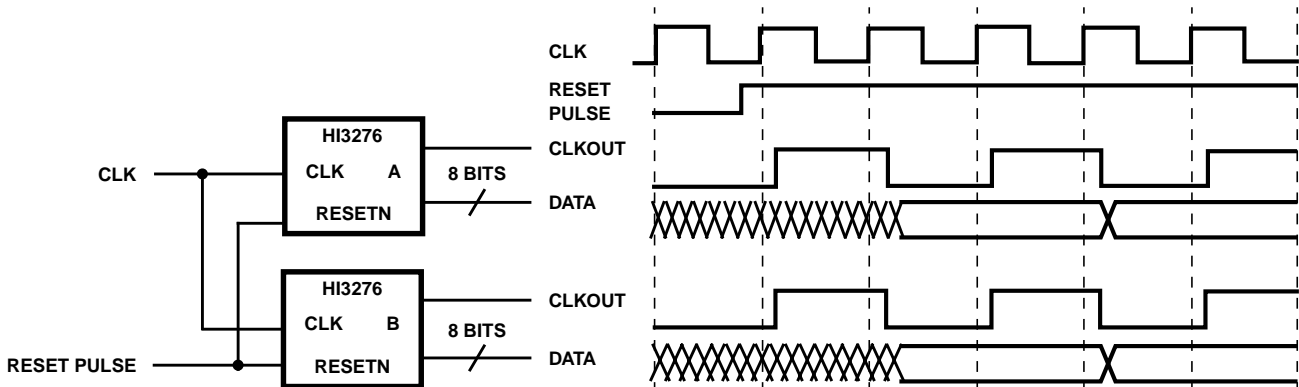 CLK
RESET PULSE
HI3276
CLK A
RESETN
8 BITS
HI3276
CLK B
RESETN
8 BITS
CLK
RESET
PULSE
CLKOUT
DATA
CLKOUT
DATA